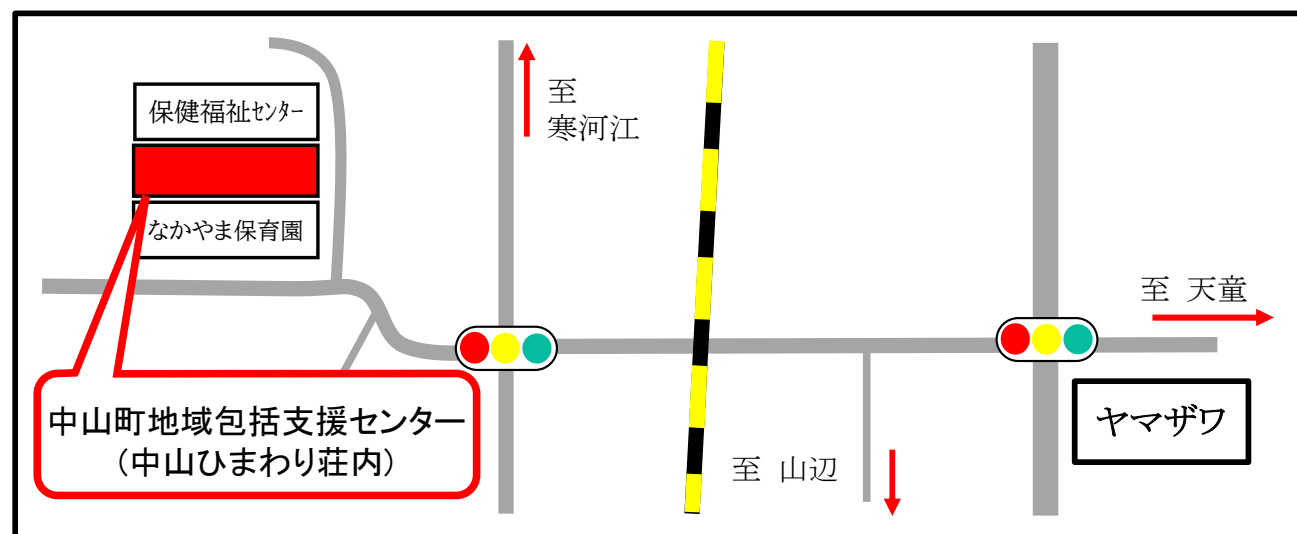 保健福祉センター
なかやま保育園
至
寒河江
至 天童
中山町地域包括支援センター
(中山ひまわり荘内)
至 山辺
ヤマザワ